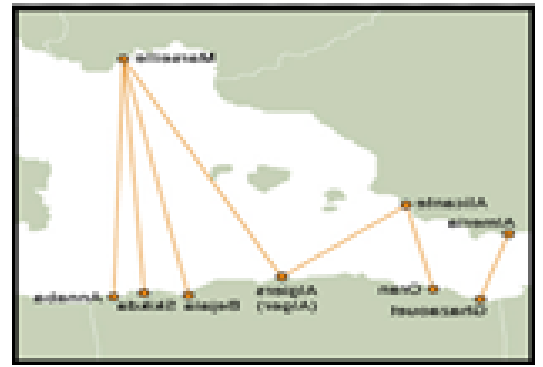 Marseille
Alicante
Almeria
Annaba
Skikda
Bejaia
Algiers
(Alger)
Oran
Ghazaouet